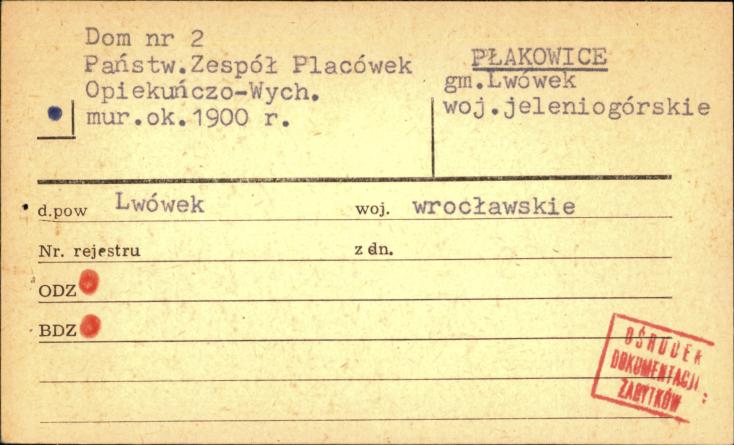 Dom nr 2
Państw.Zespół Placówek
Opiekuńczo-Wych.
mur.ok.1900 r.
PŁAKOWICE
gm.Lwówek
woj.jeleniogórskie
d.pow Lwówek woj. wrocławskie
Nr. rejestru z dn.
ODZ
BDZ
OŚRODEK
DOKUMENTACJI
ZABYTKÓW